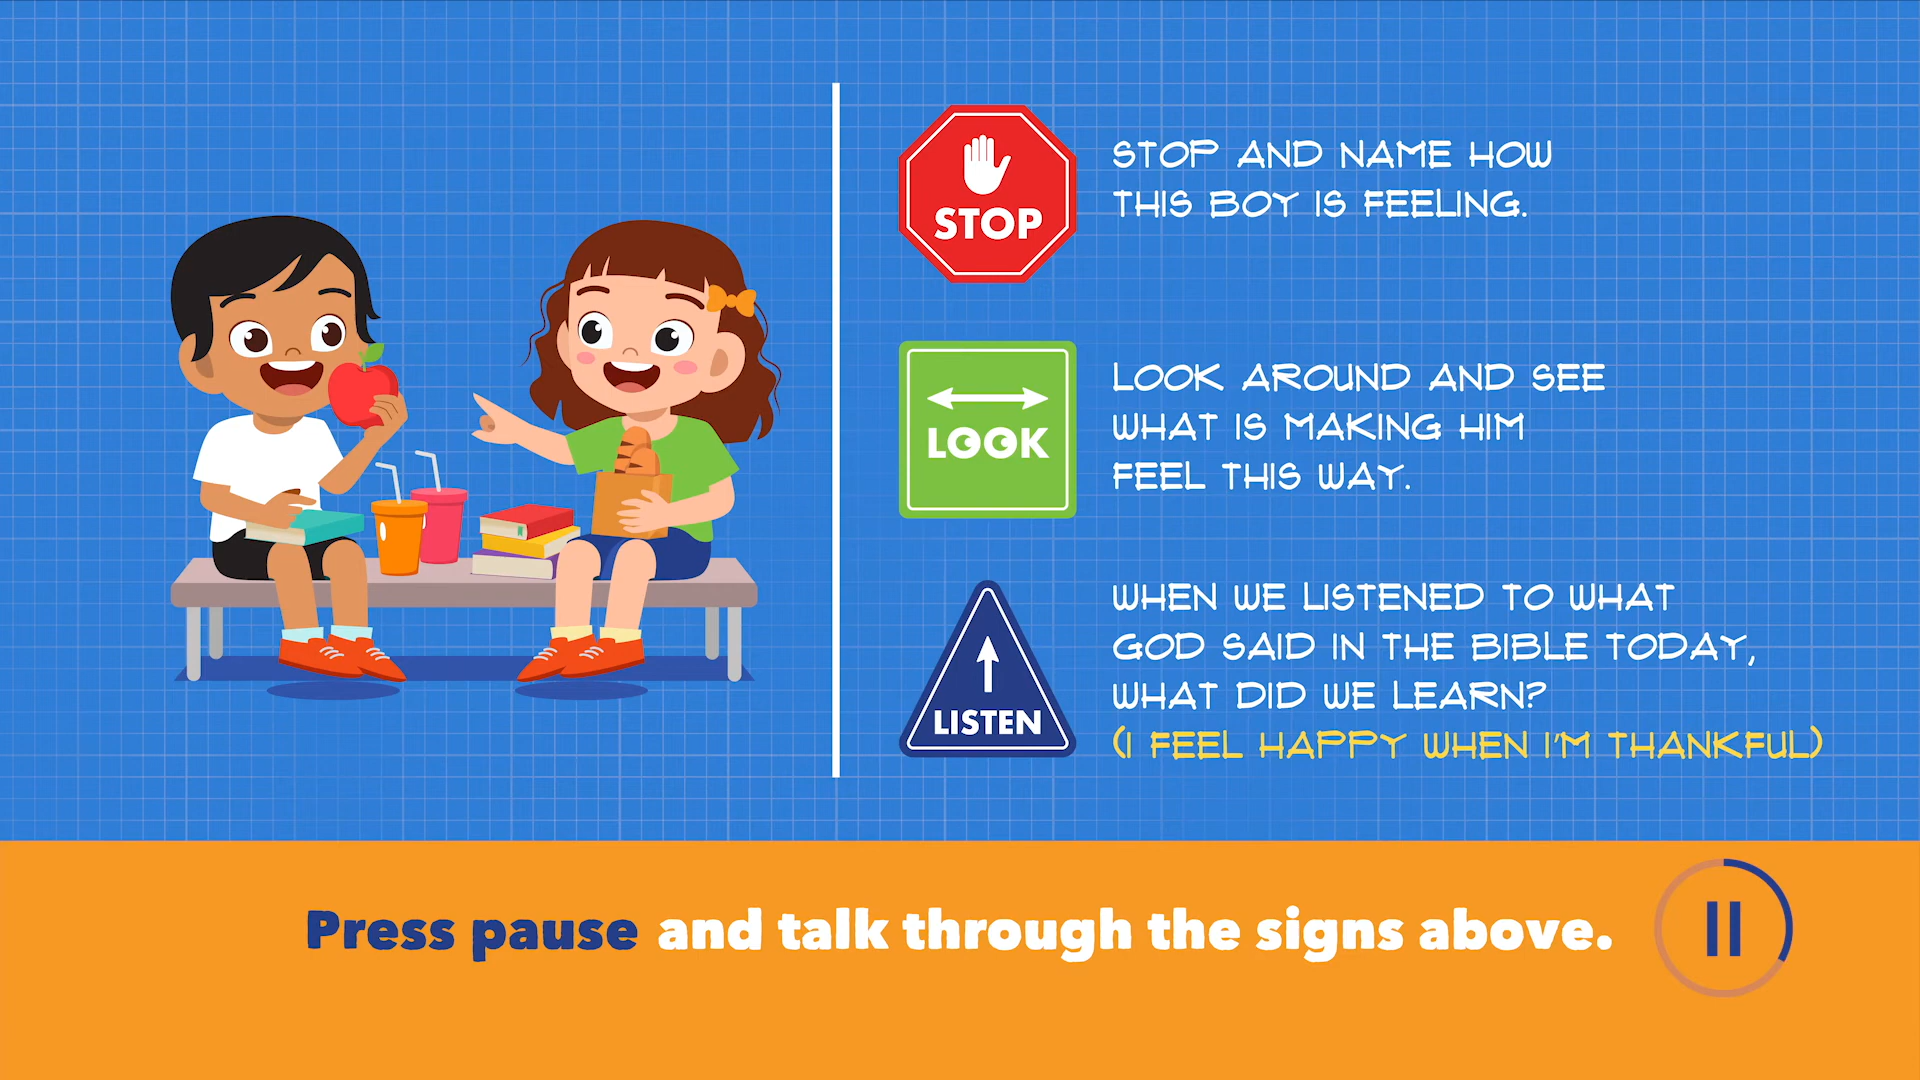 STOP
STOP AND NAME HOW
THIS BOY IS FEELING.
LOOK
LOOK AROUND AND SEE
WHAT IS MAKING HIM
FEEL THIS WAY.
LISTEN
WHEN WE LISTENED TO WHAT
GOD SAID IN THE BIBLE TODAY,
WHAT DID WE LEARN?
(I FEEL HAPPY WHEN I'M THANKFUL)
Press pause and talk through the signs above.